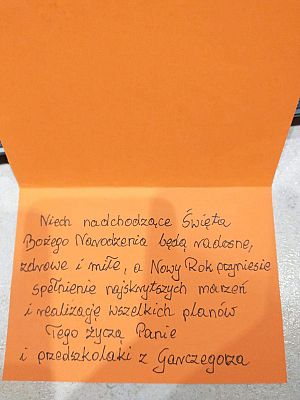 Niech nadchodzące Święta
Bożego Narodzenia będą radosne,
zdrowe i miłe, a Nowy Rok przyniesie
spełnienie najskrytszych marzeń
i realizację wszelkich planów
Tego życzą Panie
i przedszkolaki z Garczegorza